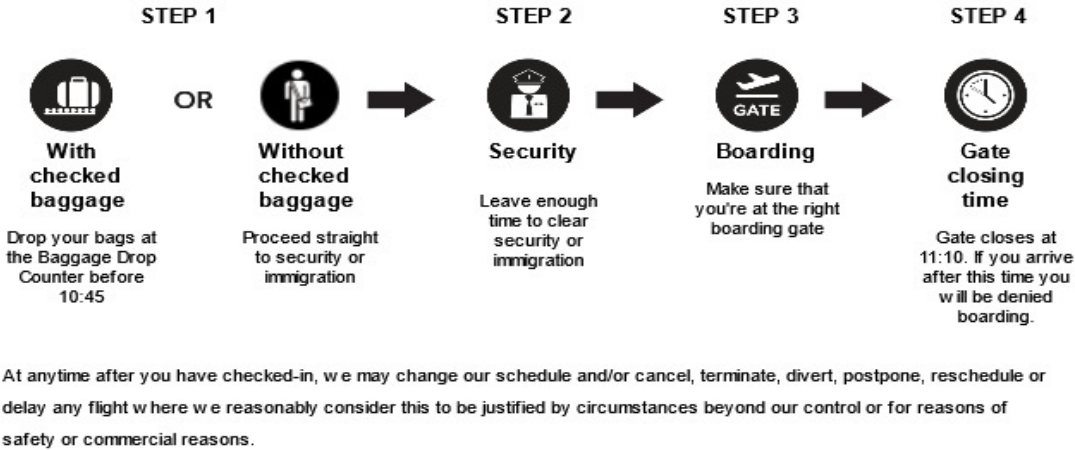 STEP 1
STEP 2
STEP 3
STEP 4
OR
GATE
With
checked
baggage
Drop your bags at
the Baggage Drop
Counter before
10:45
Without
checked
baggage
Proceed straight
to security or
immigration
Security
Leave enough
time to clear
security or
immigration
Boarding
Make sure that
you're at the right
boarding gate
Gate
closing
time
Gate closes at
11:10. If you arrive
after this time you
will be denied
boarding.
At anytime after you have checked-in, we may change our schedule and/or cancel, terminate, divert, postpone, reschedule or
delay any flight where we reasonably consider this to be justified by circumstances beyond our control or for reasons of
safety or commercial reasons.